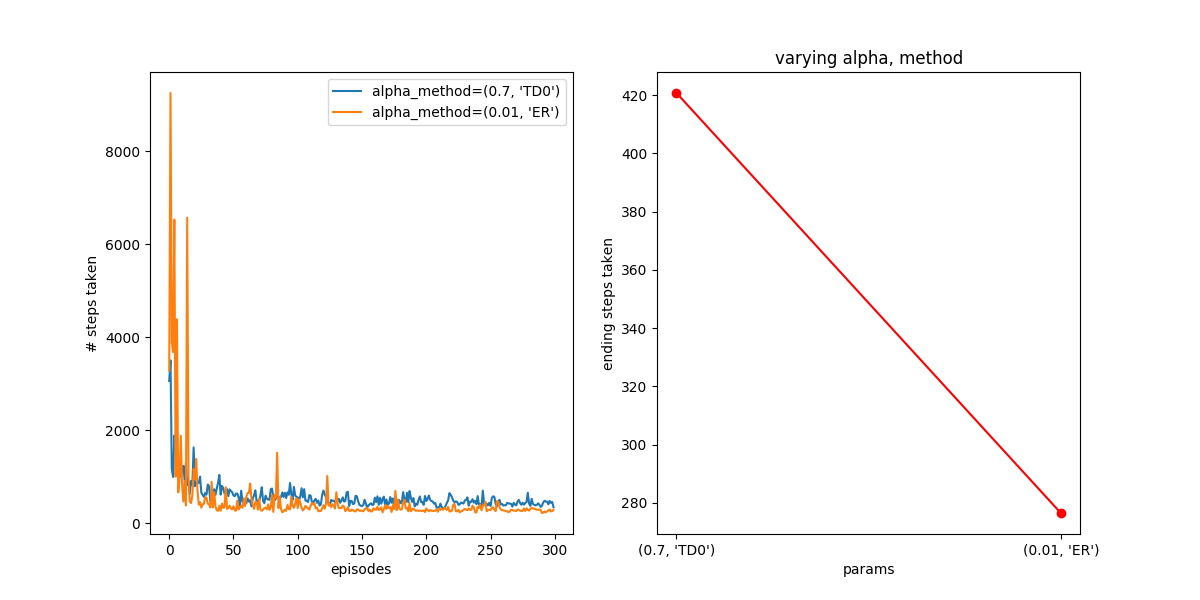 alpha_method=(0.7, 'TD0')
alpha_method=(0.01, 'ER')
# steps taken
8000
6000
4000
2000
0
0 50 100 150 200 250 300
episodes
varying alpha, method
ending steps taken
420
400
380
360
340
320
300
280
(0.7, 'TD0') (0.01, 'ER')
params